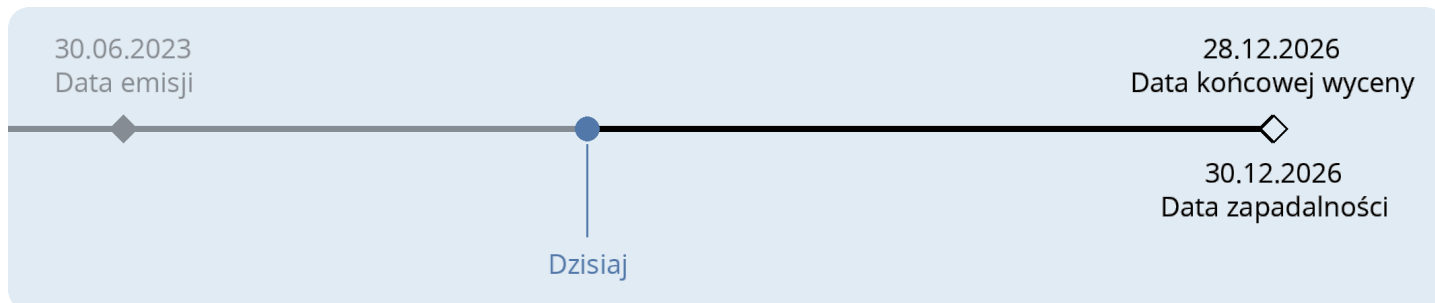 30.06.2023
Data emisji
28.12.2026
Data końcowej wyceny
30.12.2026
Data zapadalności
Dzisiaj